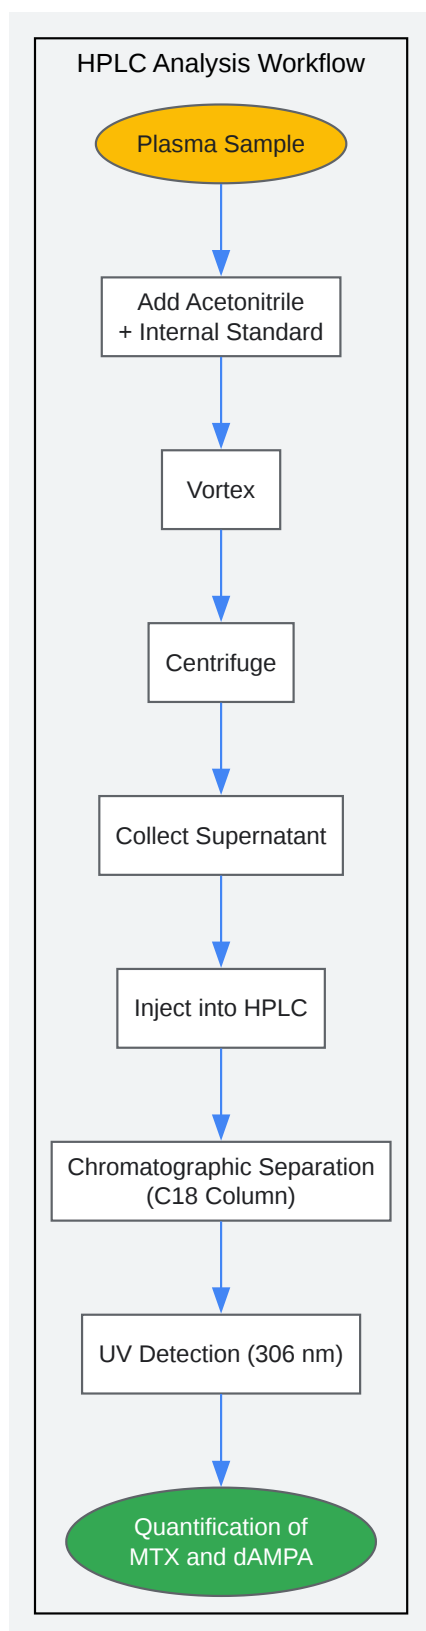 HPLC Analysis Workflow
Plasma Sample
Add Acetonitrile
+ Internal Standard
Vortex
Centrifuge
Collect Supernatant
Inject into HPLC
Chromatographic Separation
(C18 Column)
UV Detection (306 nm)
Quantification of
MTX and dAMPA